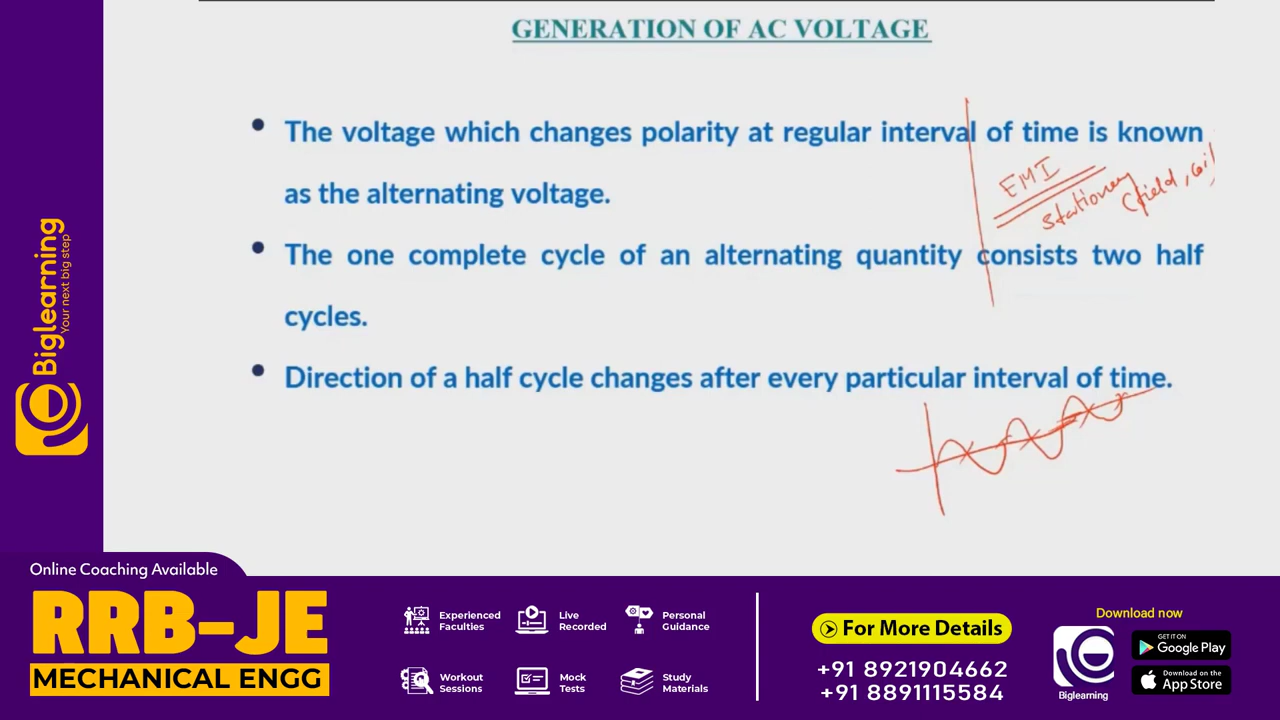 GENERATION OF AC VOLTAGE
• The voltage which changes polarity at regular interval of time is known
as the alternating voltage.
EMI
stationary
(field, coil)
• The one complete cycle of an alternating quantity consists two half
cycles.
• Direction of a half cycle changes after every particular interval of time.
Biglearning
Your next big step
Online Coaching Available
RRB-JE
MECHANICAL ENGG
Experienced
Faculties
Live
Recorded
Personal
Guidance
Workout
Sessions
Mock
Tests
Study
Materials
For More Details
+91 8921904662
+91 8891115584
Download now
Biglearning
GET IT ON
Google Play
Download on the
App Store